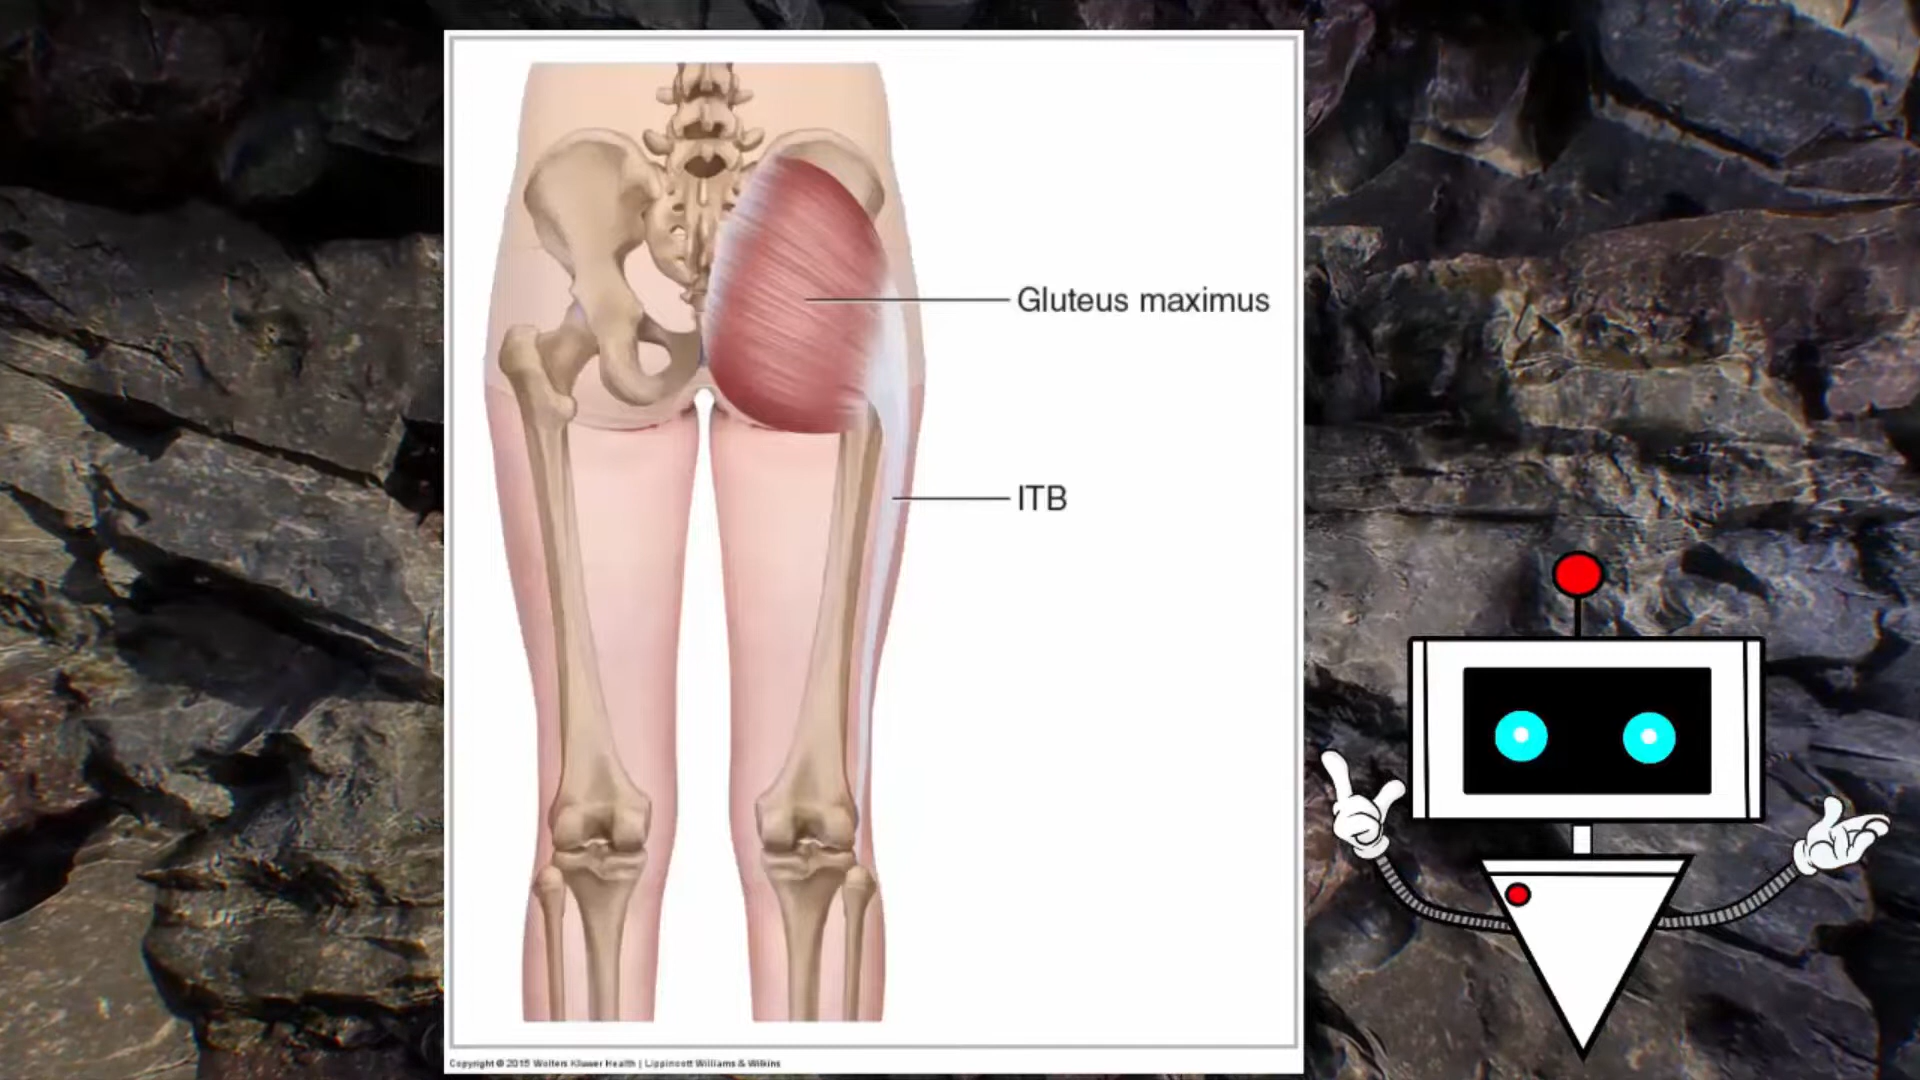 Gluteus maximus
ITB
Copyright © 2015 Wolters Kluwer Health | Lippincott Williams & Wilkins